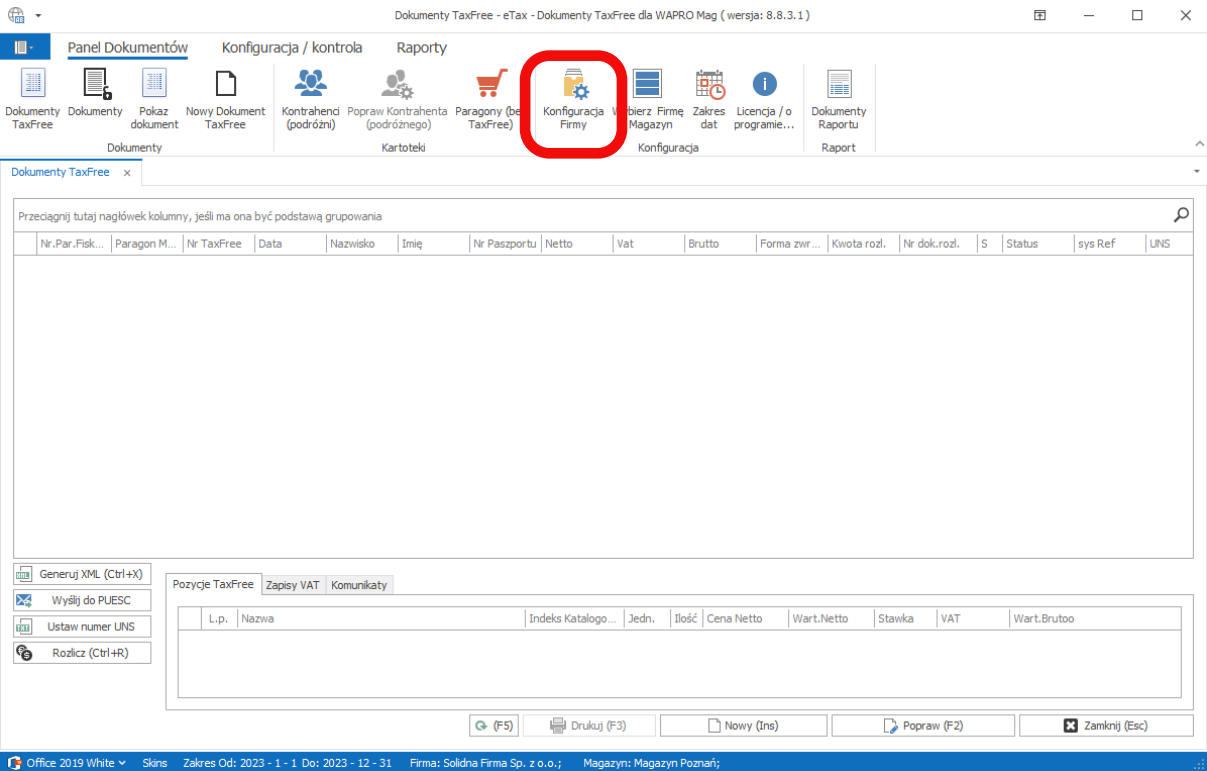 Dokumenty TaxFree - eTax - Dokumenty TaxFree dla WAPRO Mag ( wersja: 8.8.3.1 )
Panel Dokumentów Konfiguracja / kontrola Raporty
Dokumenty TaxFree
Dokumenty
Pokaz dokument
Nowy Dokument TaxFree
Kontrahenci (podróżni)
Popraw Kontrahenta (podróżnego)
Paragony (be TaxFree)
Konfiguracja Firmy
Firmę Magazyn
Zakres dat
Licencja / o programie...
Dokumenty Raportu
Dokumenty Kartoteki Konfiguracja Raport
Dokumenty TaxFree x
Przeciągnij tutaj nagłówek kolumny, jeśli ma ona być podstawą grupowania
Nr.Par.Fisk... Paragon M... Nr TaxFree Data Nazwisko Imię Nr Paszportu Netto Vat Brutto Forma zwr... Kwota rozl. Nr dok.rozl. S Status sys Ref UNS
XML Generuj XML (Ctrl+X)
Wyślij do PUESC
TXT Ustaw numer UNS
Rozlicz (Ctrl+R)
Pozycje TaxFree Zapisy VAT Komunikaty
L.p. Nazwa Indeks Katalogo... Jedn. Ilość Cena Netto Wart.Netto Stawka VAT Wart.Brutoo
(F5) Drukuj (F3) Nowy (Ins) Popraw (F2) Zamknij (Esc)
Office 2019 White Skins Zakres Od: 2023 - 1 - 1 Do: 2023 - 12 - 31 Firma: Solidna Firma Sp. z o.o.; Magazyn: Magazyn Poznań;